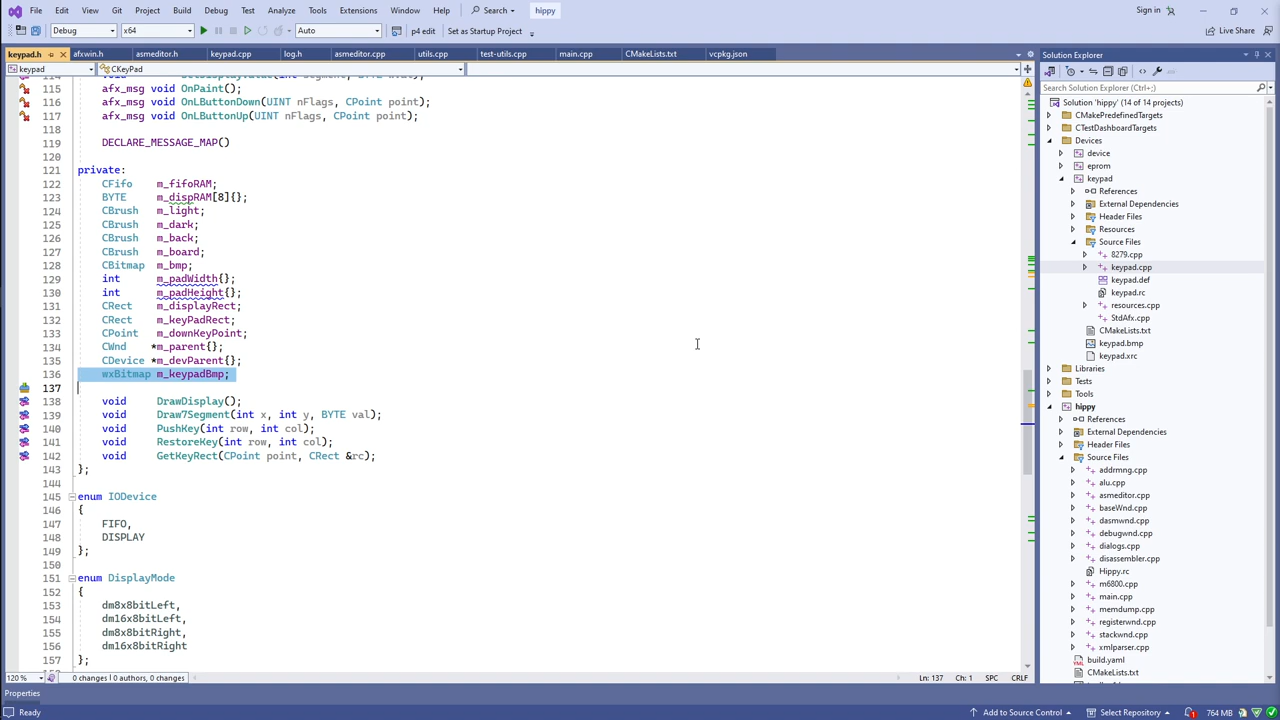 File Edit View Git Project Build Debug Test Analyze Tools Extensions Window Help Search hippy Sign in
Debug x64 Auto p4 edit Set as Startup Project Live Share
keypad.h afxwin.h asmeditor.h keypad.cpp log.h asmeditor.cpp utils.cpp test-utils.cpp main.cpp CMakeLists.txt vcpkg.json
keypad CKeyPad
115 afx_msg void OnPaint();
116 afx_msg void OnLButtonDown(UINT nFlags, CPoint point);
117 afx_msg void OnLButtonUp(UINT nFlags, CPoint point);
118
119 DECLARE_MESSAGE_MAP()
120
121 private:
122 CFifo m_fifoRAM;
123 BYTE m_dispRAM[8]{};
124 CBrush m_light;
125 CBrush m_dark;
126 CBrush m_back;
127 CBrush m_board;
128 CBitmap m_bmp;
129 int m_padWidth{};
130 int m_padHeight{};
131 CRect m_displayRect;
132 CRect m_keyPadRect;
133 CPoint m_downKeyPoint;
134 CWnd *m_parent{};
135 CDevice *m_devParent{};
136 wxBitmap m_keypadBmp;
137
138 void DrawDisplay();
139 void Draw7Segment(int x, int y, BYTE val);
140 void PushKey(int row, int col);
141 void RestoreKey(int row, int col);
142 void GetKeyRect(CPoint point, CRect &rc);
143 };
144
145 enum IODevice
146 {
147 FIFO,
148 DISPLAY
149 };
150
151 enum DisplayMode
152 {
153 dm8x8bitLeft,
154 dm16x8bitLeft,
155 dm8x8bitRight,
156 dm16x8bitRight
157 };
120 % 0 changes | 0 authors, 0 changes Ln: 137 Ch: 1 SPC CRLF
Properties
Ready Add to Source Control Select Repository 1 764 MB
Solution Explorer
Search Solution Explorer (Ctrl+;)
Solution 'hippy' (14 of 14 projects)
CMakePredefinedTargets
CTestDashboardTargets
Devices
device
eprom
keypad
References
External Dependencies
Header Files
Resources
Source Files
8279.cpp
keypad.cpp
keypad.def
keypad.rc
resources.cpp
StdAfx.cpp
CMakeLists.txt
keypad.bmp
keypad.xrc
Libraries
Tests
Tools
hippy
References
External Dependencies
Header Files
Source Files
addrmng.cpp
alu.cpp
asmeditor.cpp
baseWnd.cpp
dasmwnd.cpp
debugwnd.cpp
dialogs.cpp
disassembler.cpp
Hippy.rc
m6800.cpp
main.cpp
memdump.cpp
registerwnd.cpp
stackwnd.cpp
xmlparser.cpp
build.yaml
CMakeLists.txt